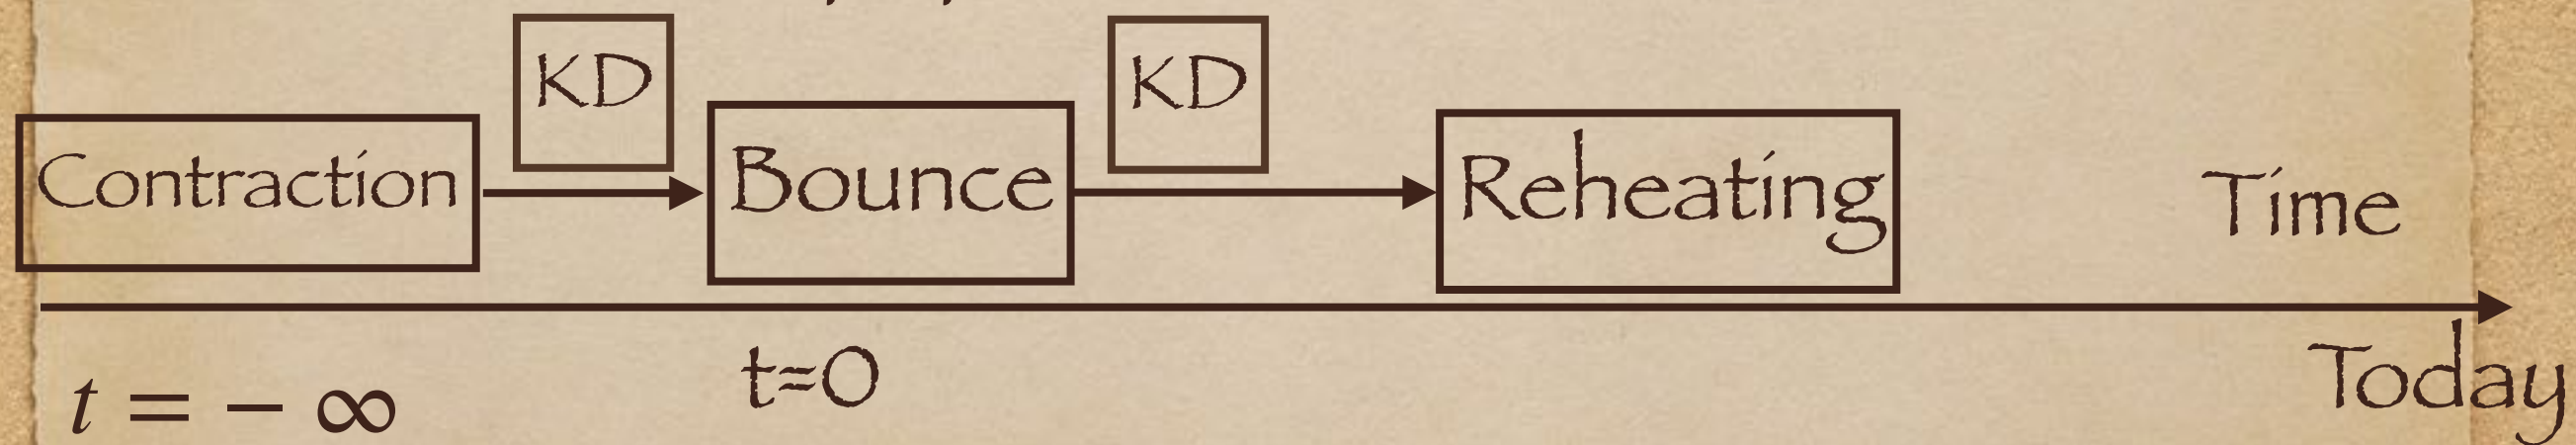 KD KD
Contraction Bounce Reheating Time
t = − ∞ t=0 Today